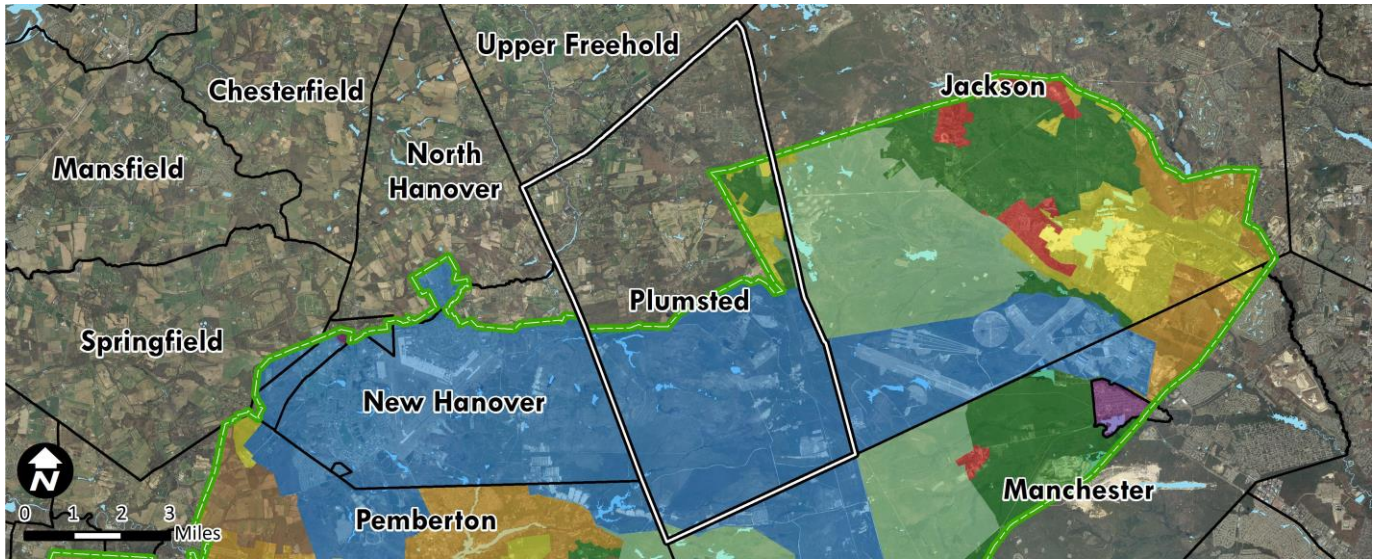 Upper Freehold
Chesterfield
Jackson
North
Hanover
Mansfield
Plumsted
Springfield
New Hanover
Manchester
Pemberton
N
0 1 2 3
Miles